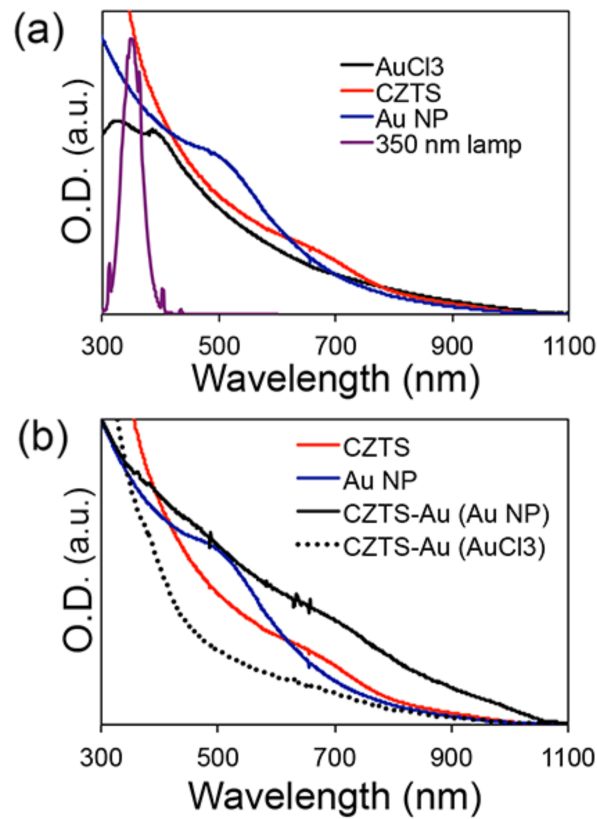 (a)
O.D. (a.u.)
AuCl3
CZTS
Au NP
350 nm lamp
300 500 700 900 1100
Wavelength (nm)
(b)
O.D. (a.u.)
CZTS
Au NP
CZTS-Au (Au NP)
CZTS-Au (AuCl3)
300 500 700 900 1100
Wavelength (nm)